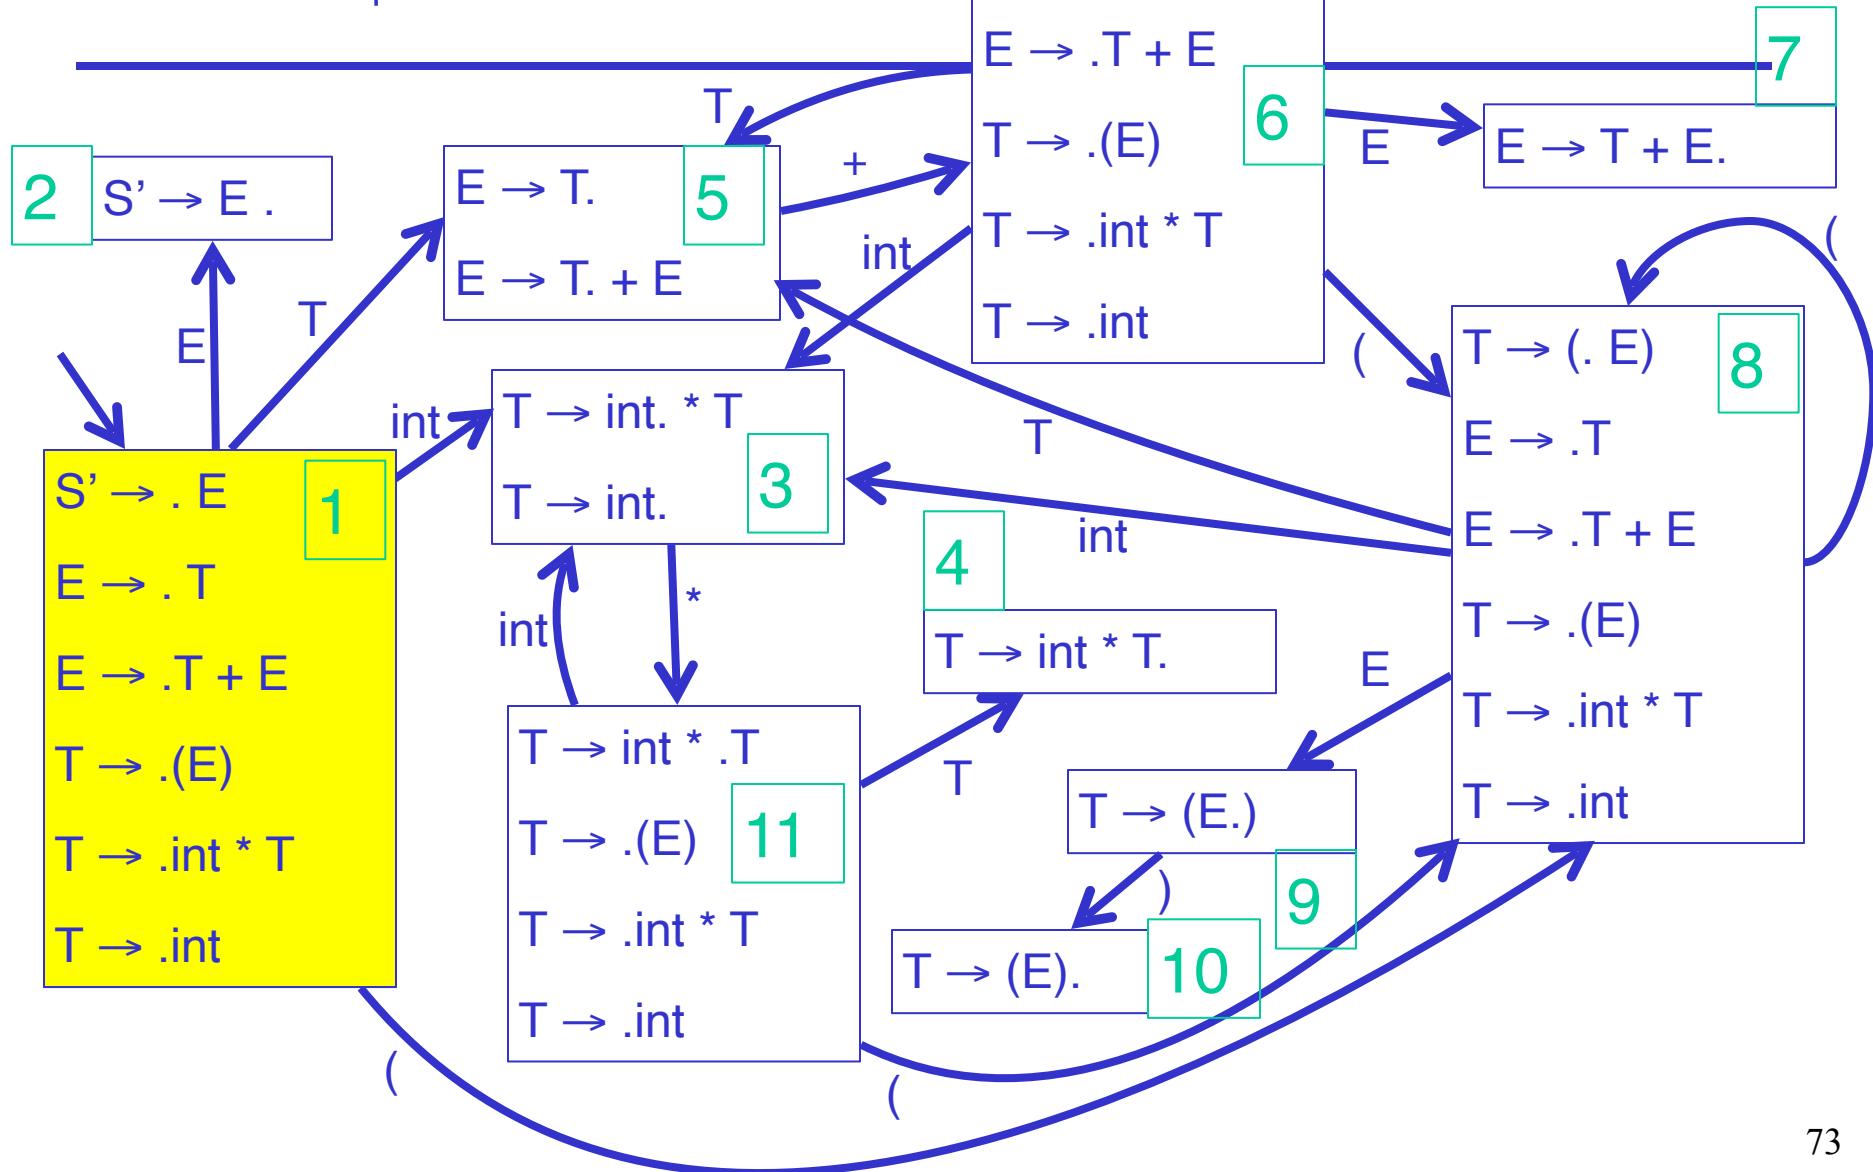 E → .T + E
T → .(E)
T → .int * T
T → .int
6
7
E → T + E.
E
2
S’ → E .
E → T.
E → T. + E
5
T
+
int
(
(
T
E
int
T → int. * T
T → int.
3
T
int
T → (. E)
E → .T
E → .T + E
T → .(E)
T → .int * T
T → .int
8
S’ → . E
E → . T
E → .T + E
T → .(E)
T → .int * T
T → .int
1
4
T → int * T.
int
*
T → int * .T
T → .(E)
T → .int * T
T → .int
11
T
E
T → (E.)
9
)
T → (E).
10
(
(
73